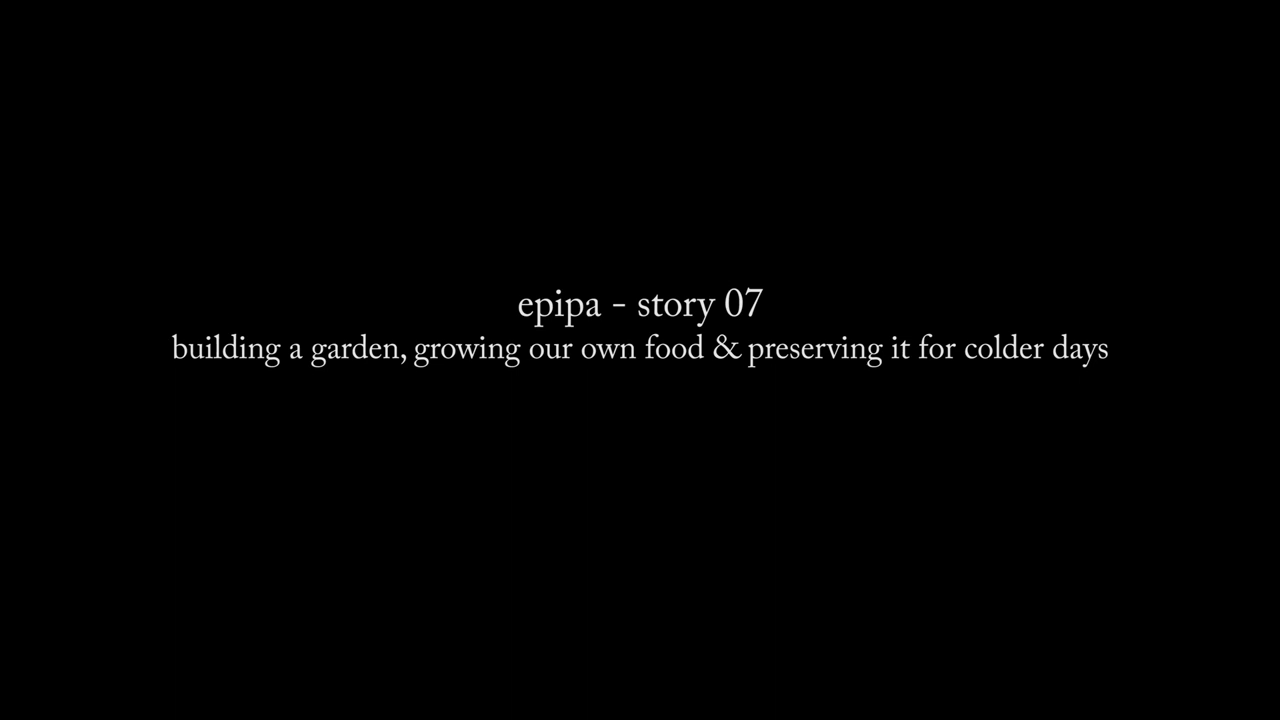 epipa - story 07
building a garden, growing our own food & preserving it for colder days